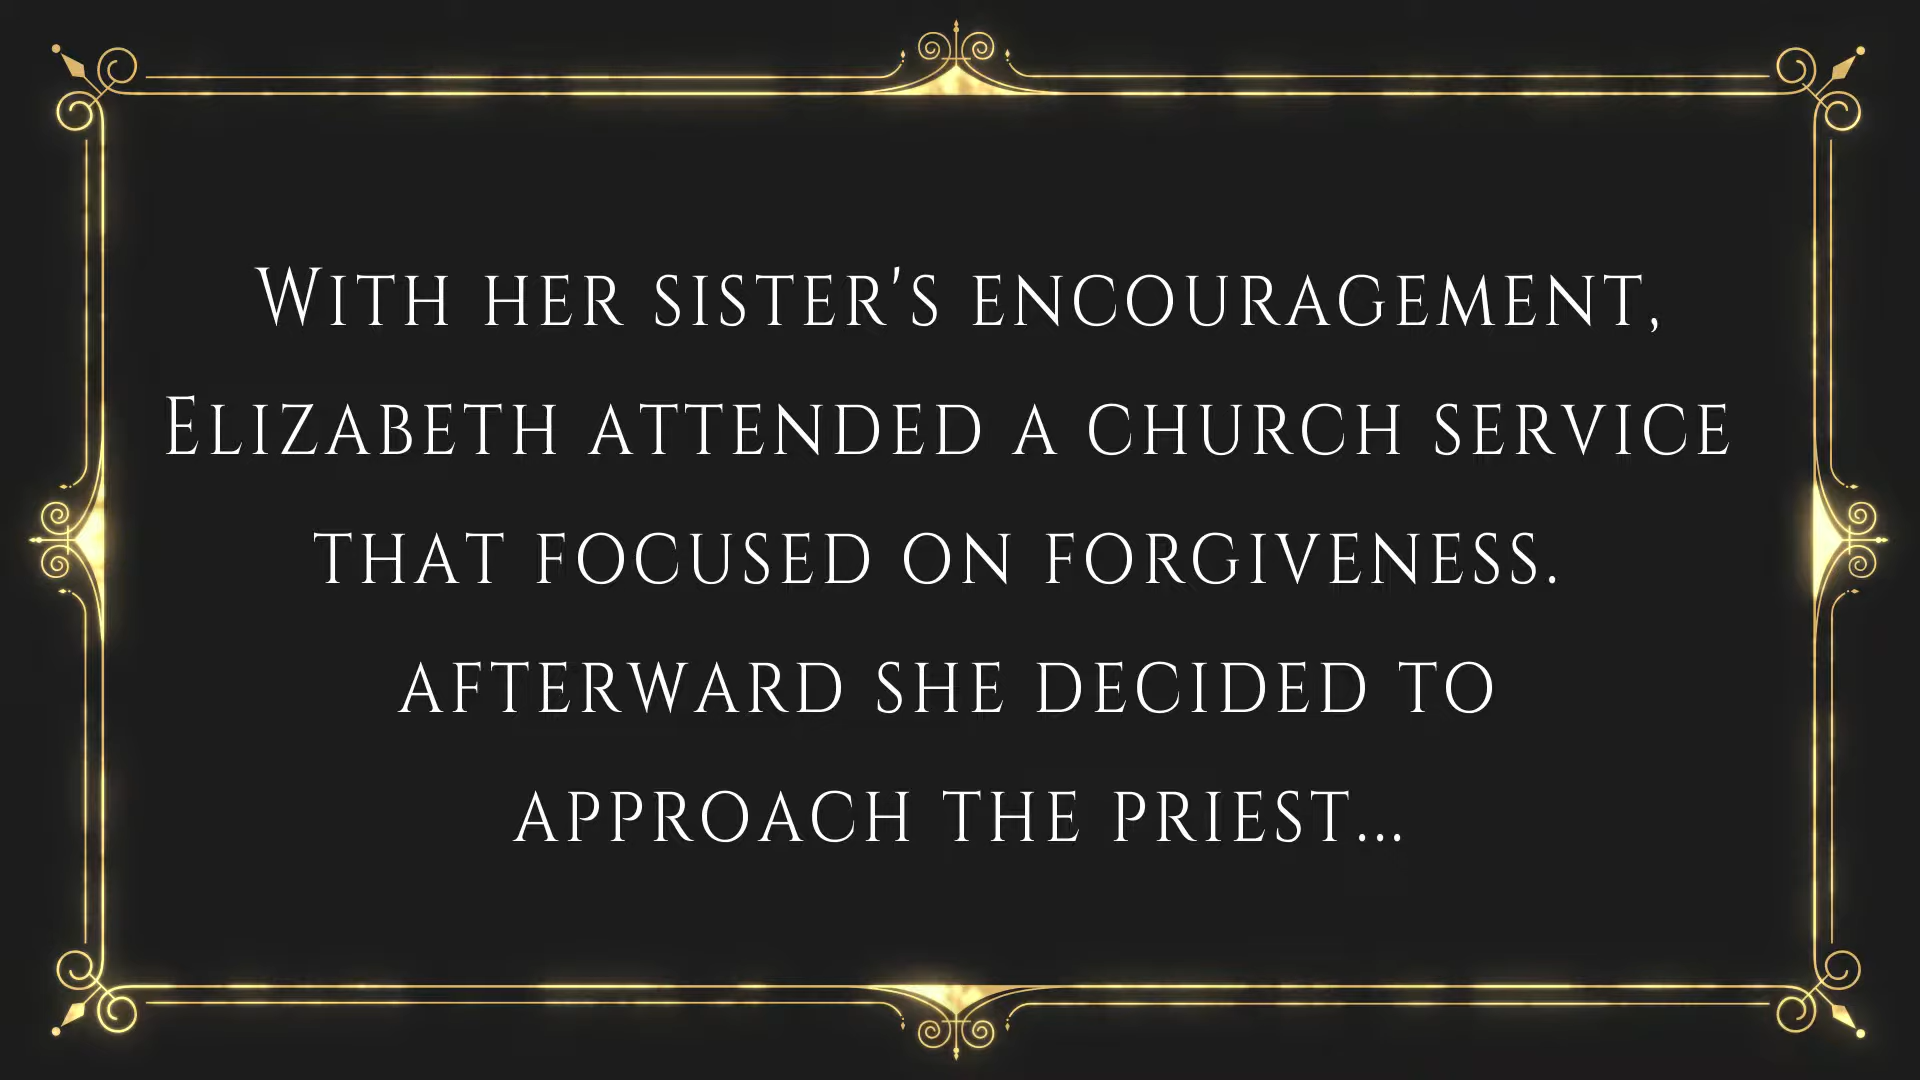 With her sister's encouragement,
Elizabeth attended a church service
that focused on forgiveness.
afterward she decided to
approach the priest...